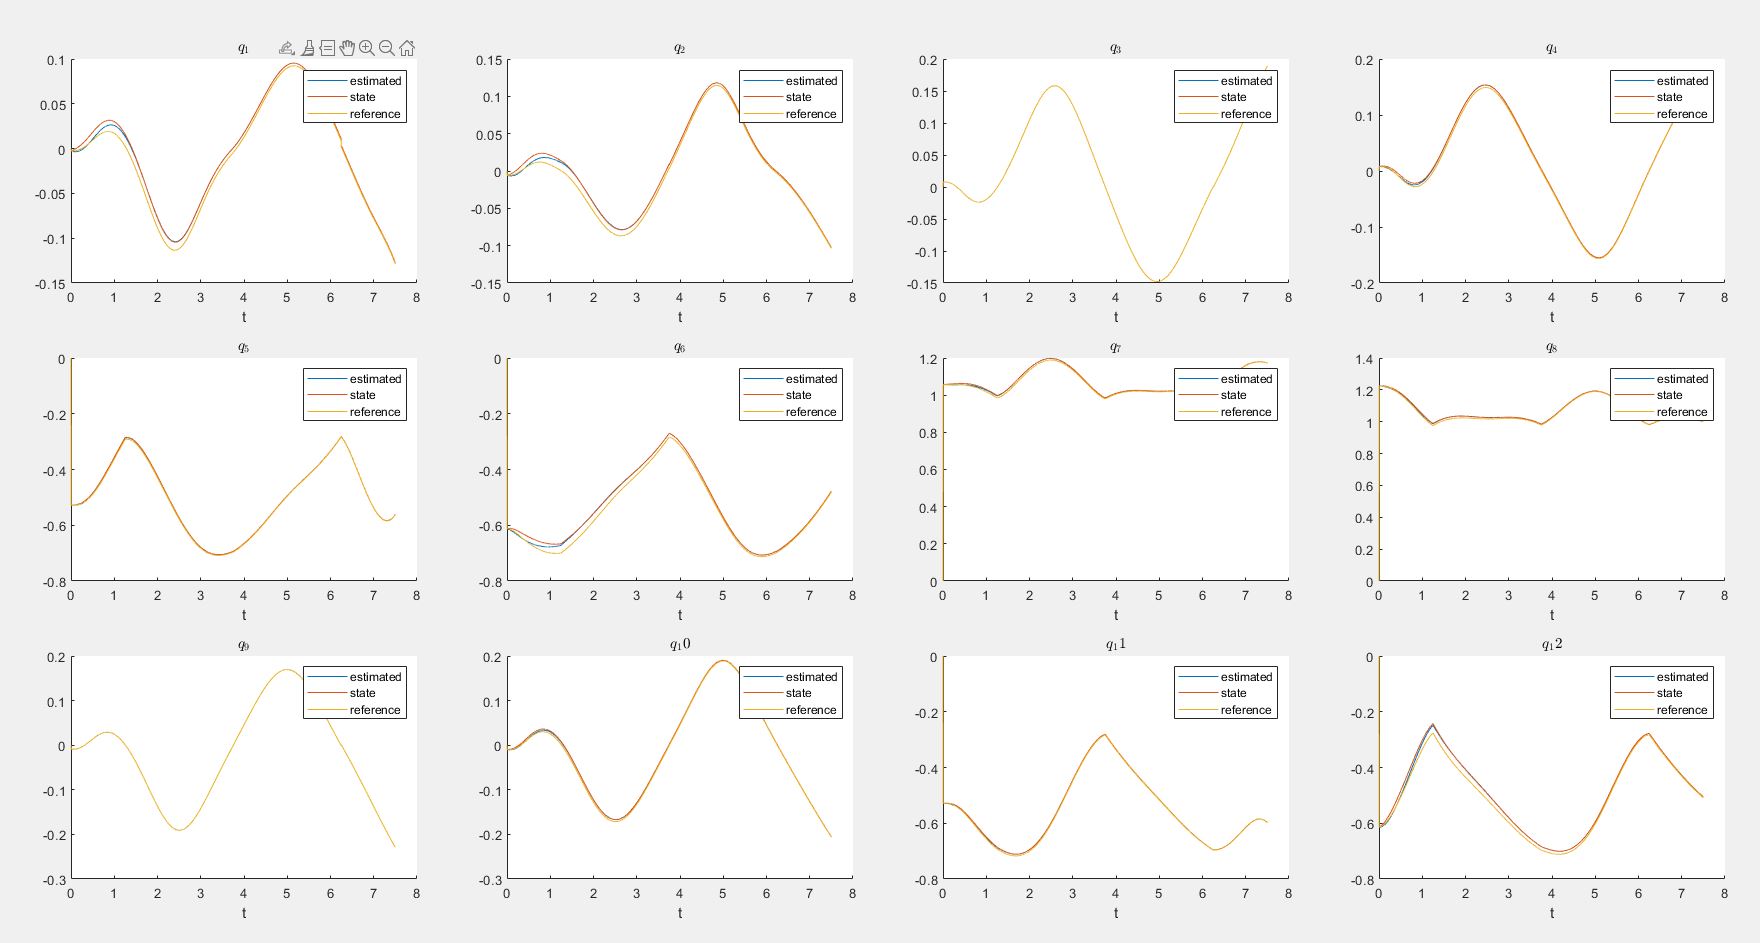 q₁
0.1
0.05
0
-0.05
-0.1
-0.15
0 1 2 3 4 5 6 7 8
t
estimated
state
reference
q₂
0.15
0.1
0.05
0
-0.05
-0.1
-0.15
0 1 2 3 4 5 6 7 8
t
estimated
state
reference
q₃
0.2
0.15
0.1
0.05
0
-0.05
-0.1
-0.15
0 1 2 3 4 5 6 7 8
t
estimated
state
reference
q₄
0.2
0.1
0
-0.1
-0.2
0 1 2 3 4 5 6 7 8
t
estimated
state
reference
q₅
0
-0.2
-0.4
-0.6
-0.8
0 1 2 3 4 5 6 7 8
t
estimated
state
reference
q₆
0
-0.2
-0.4
-0.6
-0.8
0 1 2 3 4 5 6 7 8
t
estimated
state
reference
q₇
1.2
1
0.8
0.6
0.4
0.2
0
0 1 2 3 4 5 6 7 8
t
estimated
state
reference
q₈
1.4
1.2
1
0.8
0.6
0.4
0.2
0
0 1 2 3 4 5 6 7 8
t
estimated
state
reference
q₉
0.2
0.1
0
-0.1
-0.2
-0.3
0 1 2 3 4 5 6 7 8
t
estimated
state
reference
q₁0
0.2
0.1
0
-0.1
-0.2
-0.3
0 1 2 3 4 5 6 7 8
t
estimated
state
reference
q₁1
0
-0.2
-0.4
-0.6
-0.8
0 1 2 3 4 5 6 7 8
t
estimated
state
reference
q₁2
0
-0.2
-0.4
-0.6
-0.8
0 1 2 3 4 5 6 7 8
t
estimated
state
reference